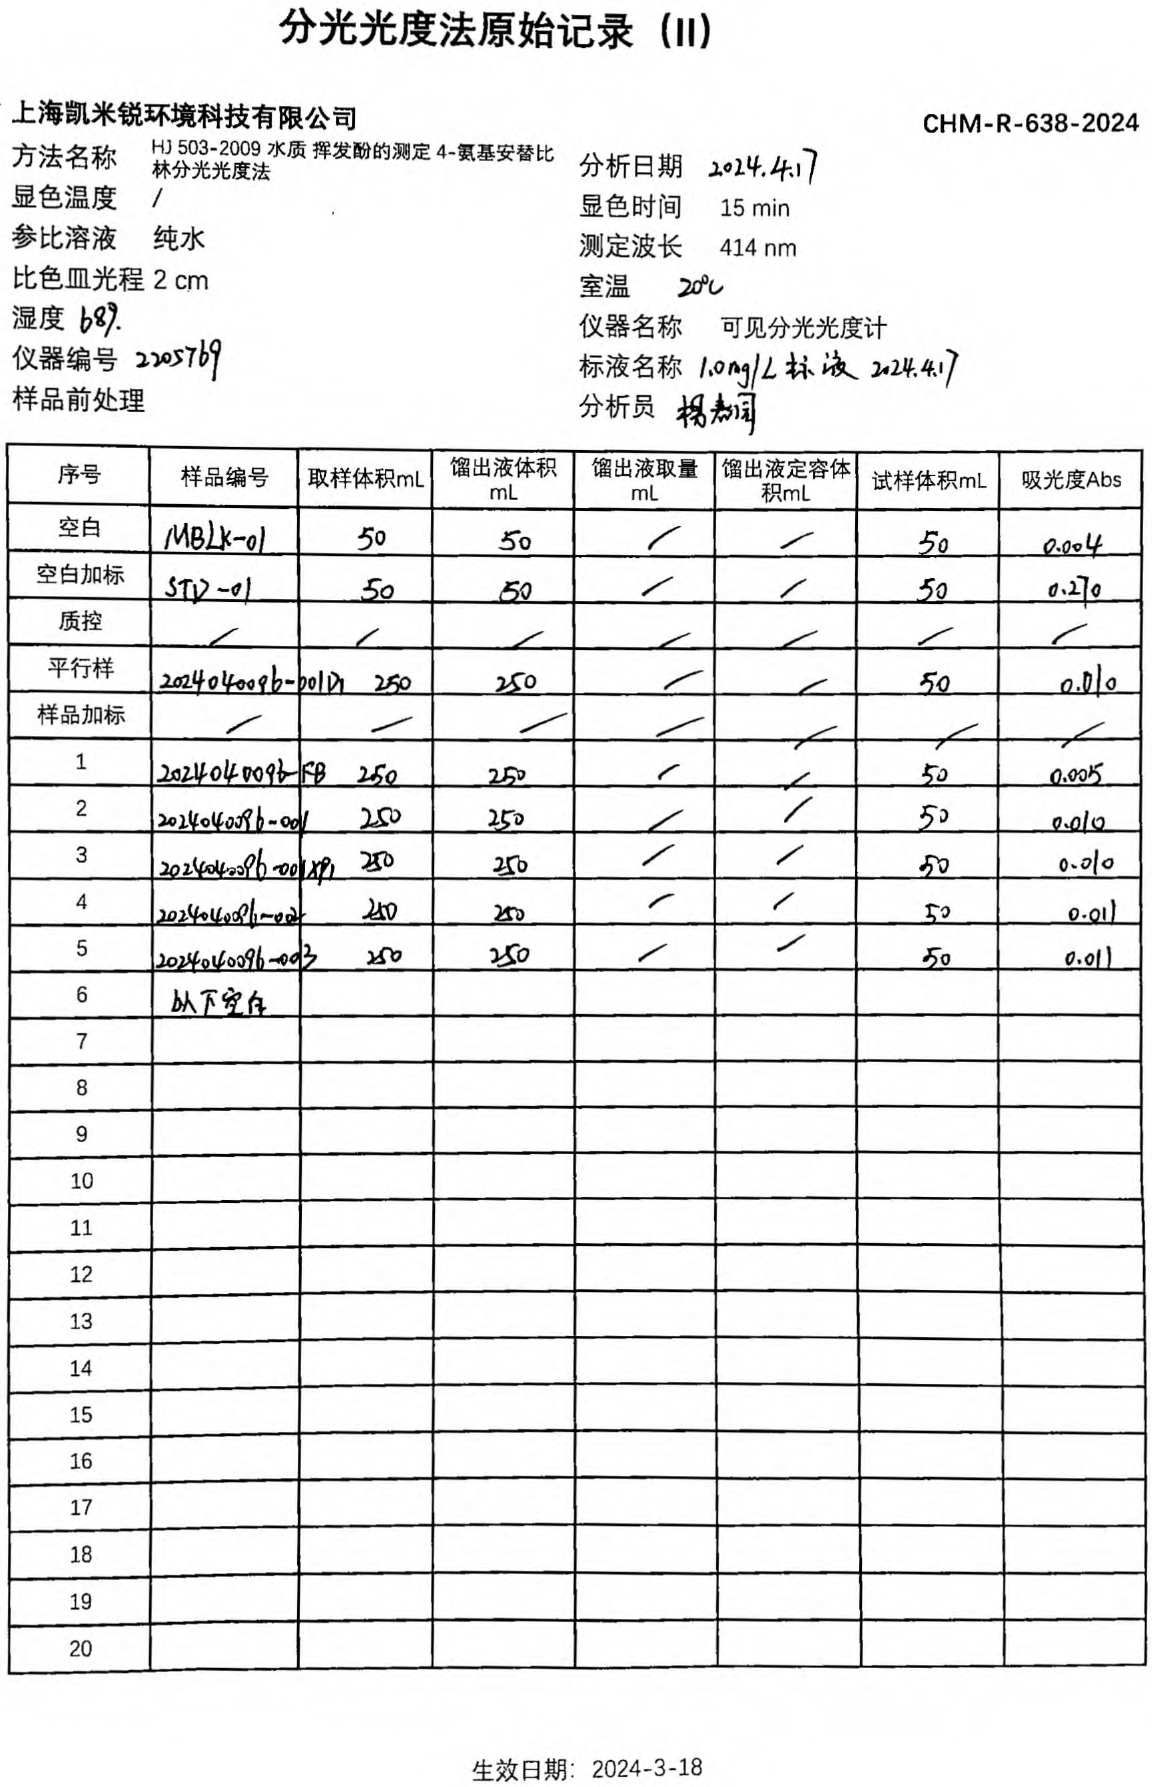 分光光度法原始记录（II）
上海凯米锐环境科技有限公司
CHM-R-638-2024
方法名称 HJ 503-2009 水质 挥发酚的测定 4-氨基安替比林分光光度法 分析日期 2024.4.17
显色温度 / 显色时间 15 min
参比溶液 纯水 测定波长 414 nm
比色皿光程 2 cm 室温 20℃
湿度 68%. 仪器名称 可见分光光度计
仪器编号 2205769 标液名称 1.0mg/L 标液 2024.4.17
样品前处理 分析员
序号 样品编号 取样体积mL 馏出液体积mL 馏出液取量mL 馏出液定容体积mL 试样体积mL 吸光度Abs
空白 MBLK-01 50 50 / / 50 0.004
空白加标 STD-01 50 50 / / 50 0.270
质控 / / / / / / /
平行样 2024040096-001D1 250 250 / / 50 0.010
样品加标 / / / / / / /
1 2024040096-FB 250 250 / / 50 0.005
2 2024040096-001 250 250 / / 50 0.010
3 2024040096-001XP1 250 250 / / 50 0.010
4 2024040096-002 250 250 / / 50 0.011
5 2024040096-003 250 250 / / 50 0.011
6 以下空白
7
8
9
10
11
12
13
14
15
16
17
18
19
20
生效日期：2024-3-18